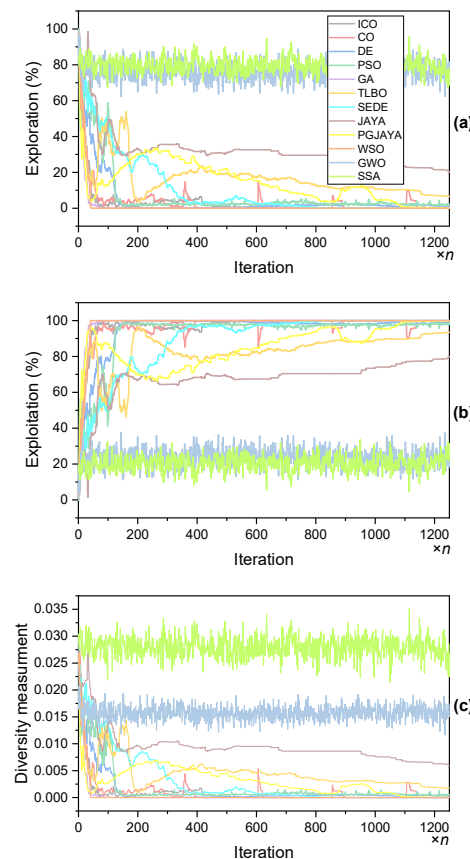 100
80
60
40
20
0
Exploration (%)
ICO
CO
DE
PSO
GA
TLBO
SEDE
JAYA
PGJAYA
WSO
GWO
SSA
(a)
0 200 400 600 800 1000 1200
Iteration
×n
100
80
60
40
20
0
Exploitation (%)
(b)
0 200 400 600 800 1000 1200
Iteration
×n
0.035
0.030
0.025
0.020
0.015
0.010
0.005
0.000
Diversity measurment
(c)
0 200 400 600 800 1000 1200
Iteration
×n